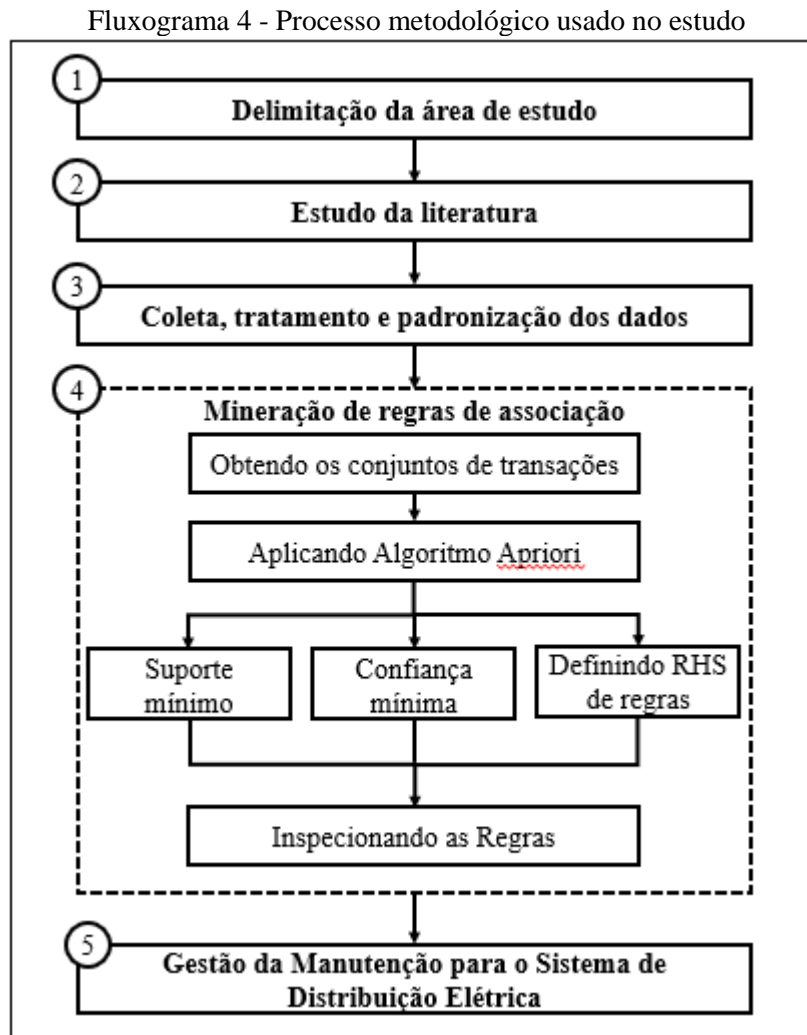 Fluxograma 4 - Processo metodológico usado no estudo
1
Delimitação da área de estudo
2
Estudo da literatura
3
Coleta, tratamento e padronização dos dados
4
Mineração de regras de associação
Obtendo os conjuntos de transações
Aplicando Algoritmo Apriori
Suporte
mínimo
Confiança
mínima
Definindo RHS
de regras
Inspecionando as Regras
5
Gestão da Manutenção para o Sistema de
Distribuição Elétrica